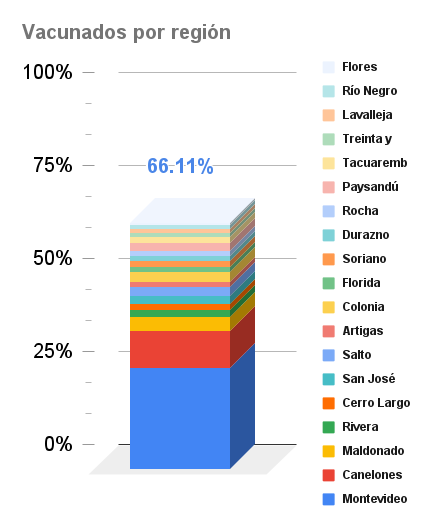 Vacunados por región
100%
75%
50%
25%
0%
66.11%
Flores
Río Negro
Lavalleja
Treinta y
Tacuaremb
Paysandú
Rocha
Durazno
Soriano
Florida
Colonia
Artigas
Salto
San José
Cerro Largo
Rivera
Maldonado
Canelones
Montevideo